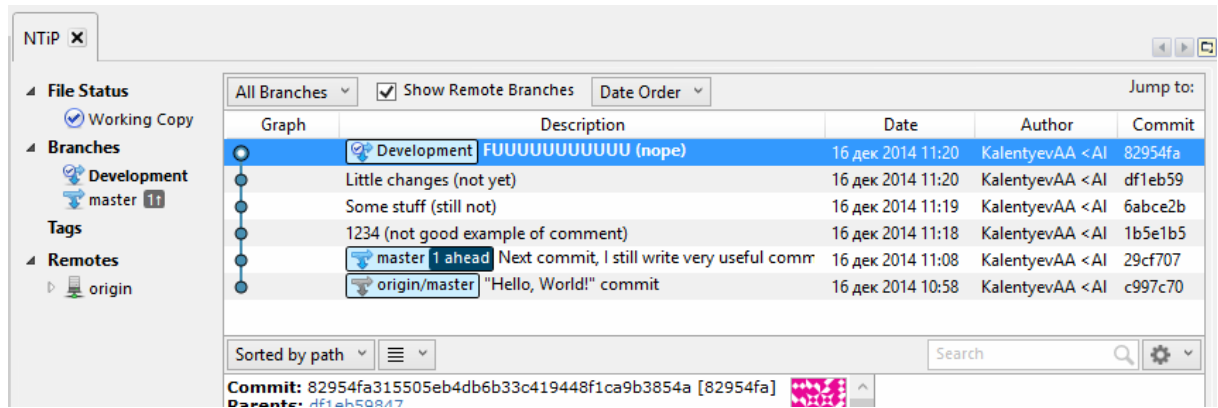 NTiP
File Status
Working Copy
Branches
Development
master 1↑
Tags
Remotes
origin
All Branches Show Remote Branches Date Order Jump to:
Graph Description Date Author Commit
Development FUUUUUUUUUUU (nope) 16 дек 2014 11:20 KalentyevAA <Al 82954fa
Little changes (not yet) 16 дек 2014 11:20 KalentyevAA <Al df1eb59
Some stuff (still not) 16 дек 2014 11:19 KalentyevAA <Al 6abce2b
1234 (not good example of comment) 16 дек 2014 11:18 KalentyevAA <Al 1b5e1b5
master 1 ahead Next commit, I still write very useful comm 16 дек 2014 11:08 KalentyevAA <Al 29cf707
origin/master "Hello, World!" commit 16 дек 2014 10:58 KalentyevAA <Al c997c70
Sorted by path Search
Commit: 82954fa315505eb4db6b33c419448f1ca9b3854a [82954fa]
Parents: df1eb59847